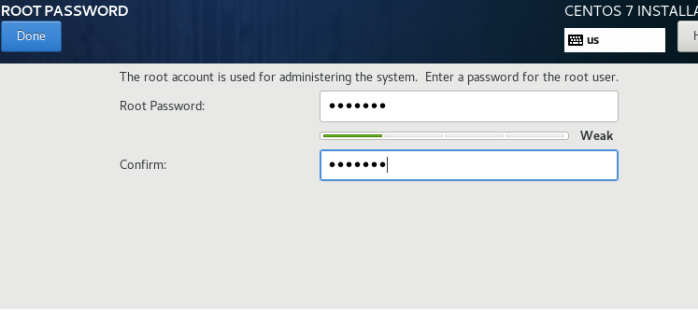 ROOT PASSWORD
CENTOS 7 INSTALLA
Done
us
H
The root account is used for administering the system. Enter a password for the root user.
Root Password:
•••••••
Weak
Confirm:
•••••••